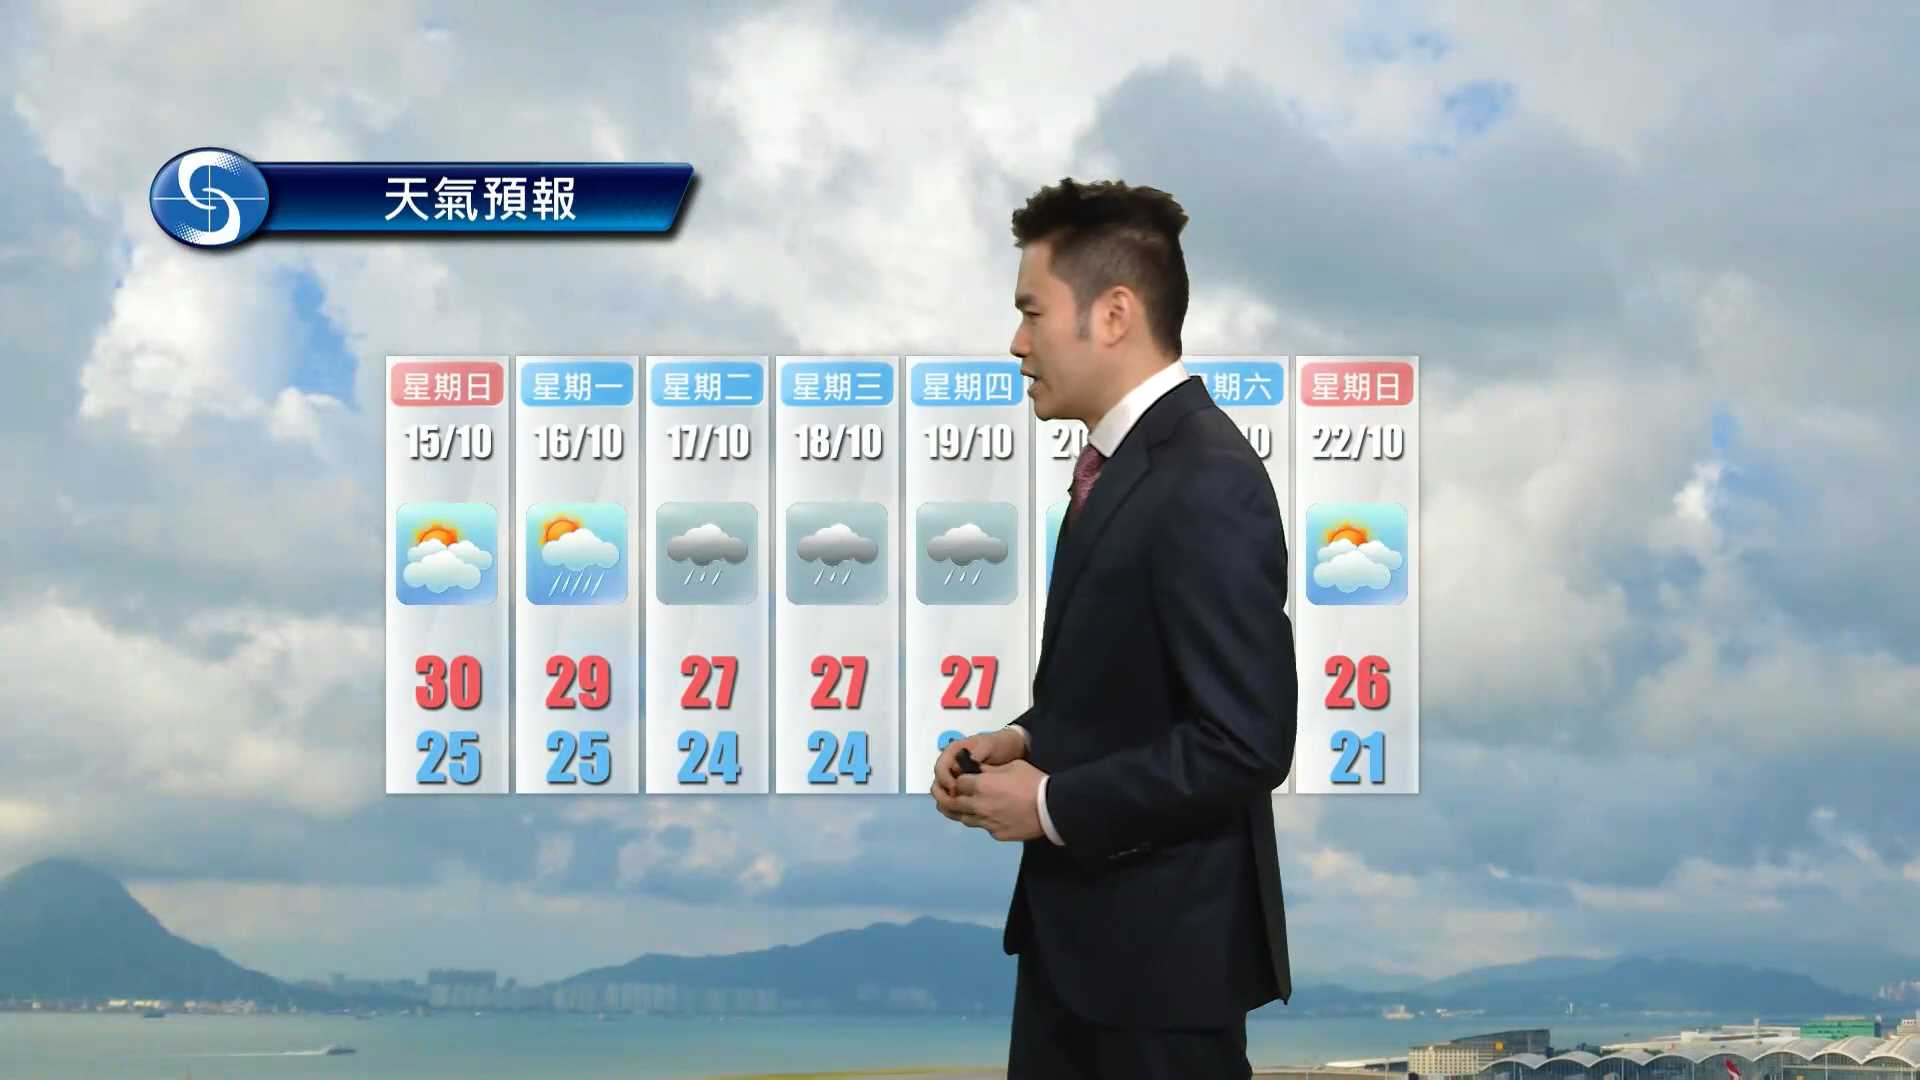 天氣預報
星期日 星期一 星期二 星期三 星期四 期六 星期日
15/10 16/10 17/10 18/10 19/10 22/10
30 29 27 27 27 26
25 25 24 24 21